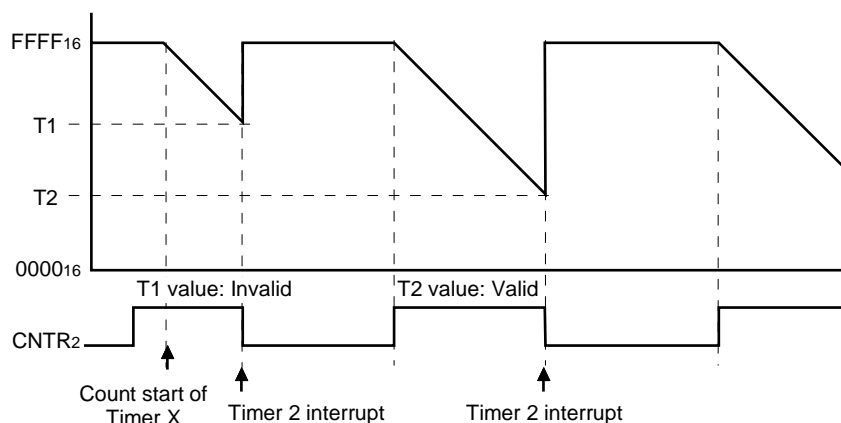 FFFF16
T1
T2
000016
T1 value: Invalid T2 value: Valid
CNTR2
Count start of
Timer X
Timer 2 interrupt Timer 2 interrupt